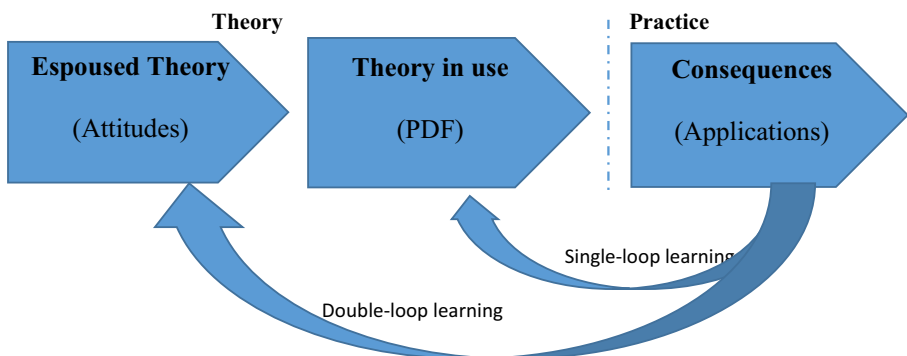 Theory
Practice
Espoused Theory
(Attitudes)
Theory in use
(PDF)
Consequences
(Applications)
Single-loop learning
Double-loop learning